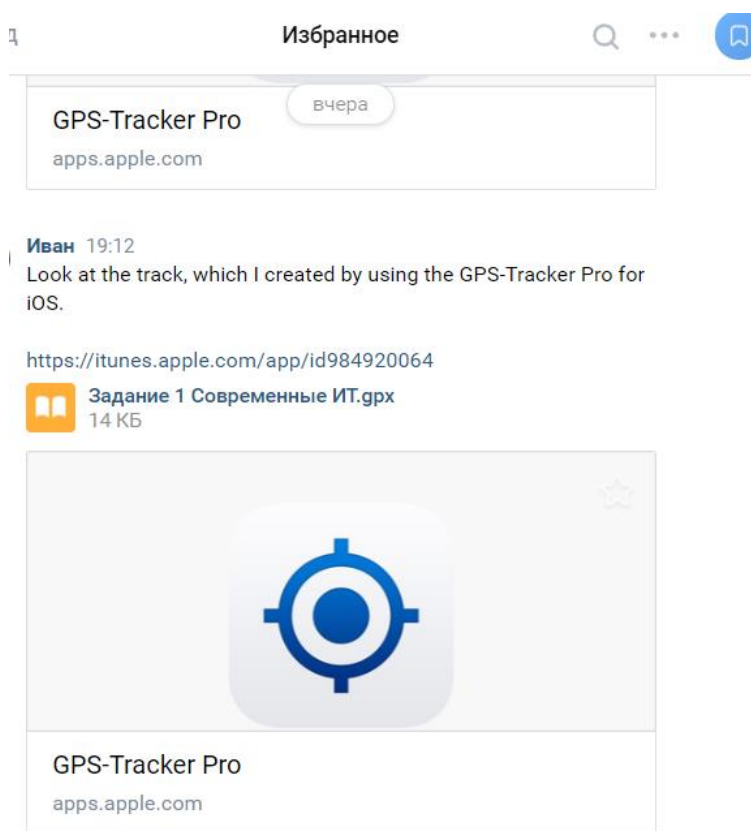 д
Избранное
GPS-Tracker Pro
вчера
apps.apple.com
Иван 19:12
Look at the track, which I created by using the GPS-Tracker Pro for
iOS.
https://itunes.apple.com/app/id984920064
Задание 1 Современные ИТ.gpx
14 КБ
GPS-Tracker Pro
apps.apple.com